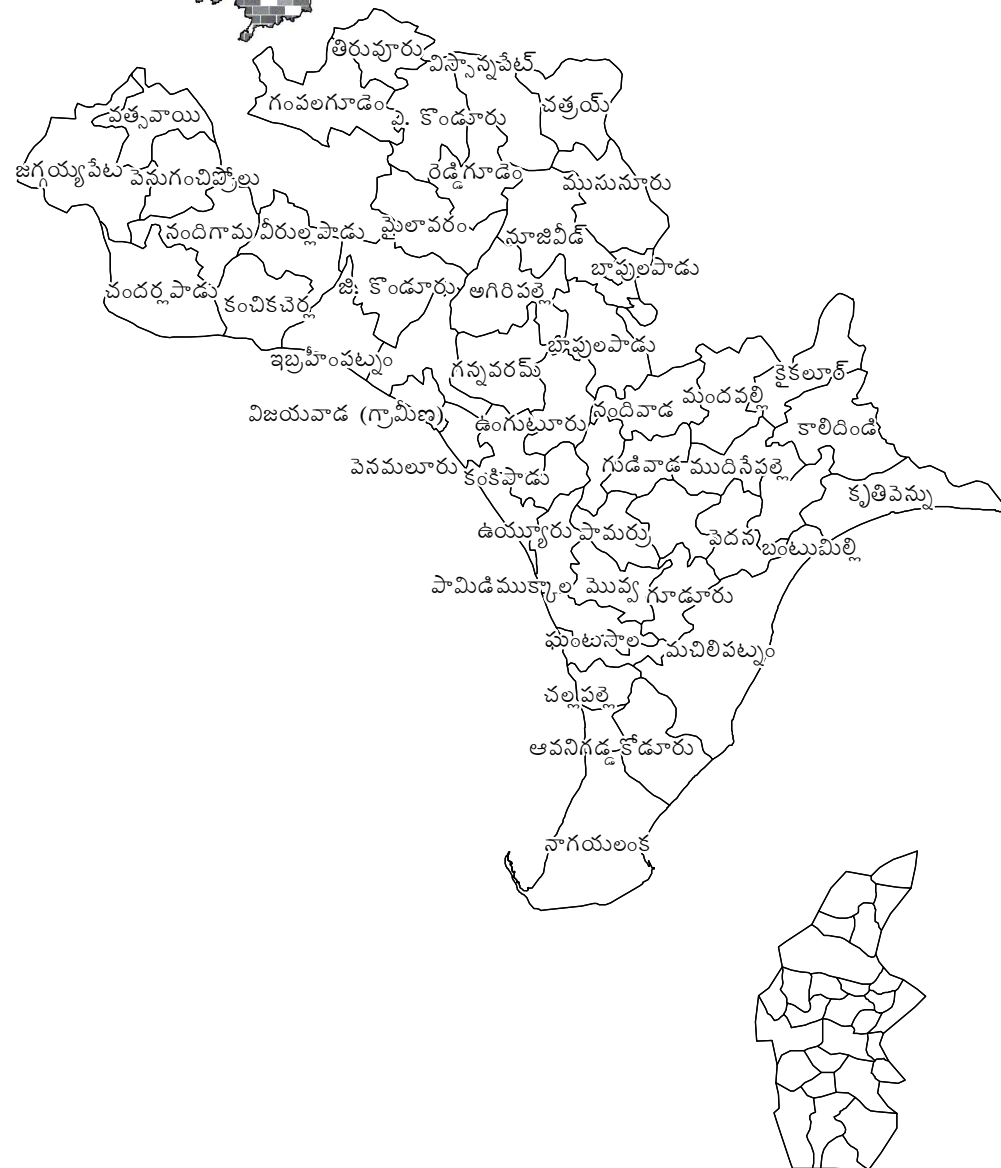 తిరువూరు
విస్సాన్నపేట్
గంపలగూడెం
చత్రయ్
వత్సవాయి
కొండూరు
జగ్గయ్యపేట
పెనుగంచిప్రోలు
రెడ్డిగూడెం
ముసునూరు
నందిగామ
వీరుల్లపాడు
మైలావరం
నూజివీడ్
బాపులపాడు
చందర్లపాడు
కంచికచెర్ల
జి. కొండూరు
అగిరిపల్లె
ఇబ్రహీంపట్నం
గన్నవరమ్
బాపులపాడు
కైకలూర్
విజయవాడ (గ్రామీణ)
ఉంగుటూరు
నందివాడ
మందవల్లి
కాలిదిండి
పెనమలూరు
కంకిపాడు
గుడివాడ
ముదినేపల్లె
కృతివెన్ను
ఉయ్యూరు
పామర్రు
పెదన
బంటుమిల్లి
పామిడిముక్కాల
మొవ్వ
గూడూరు
ఘంటసాల
మచిలిపట్నం
చల్లపల్లె
ఆవనిగడ్డ
కోడూరు
నాగయలంక